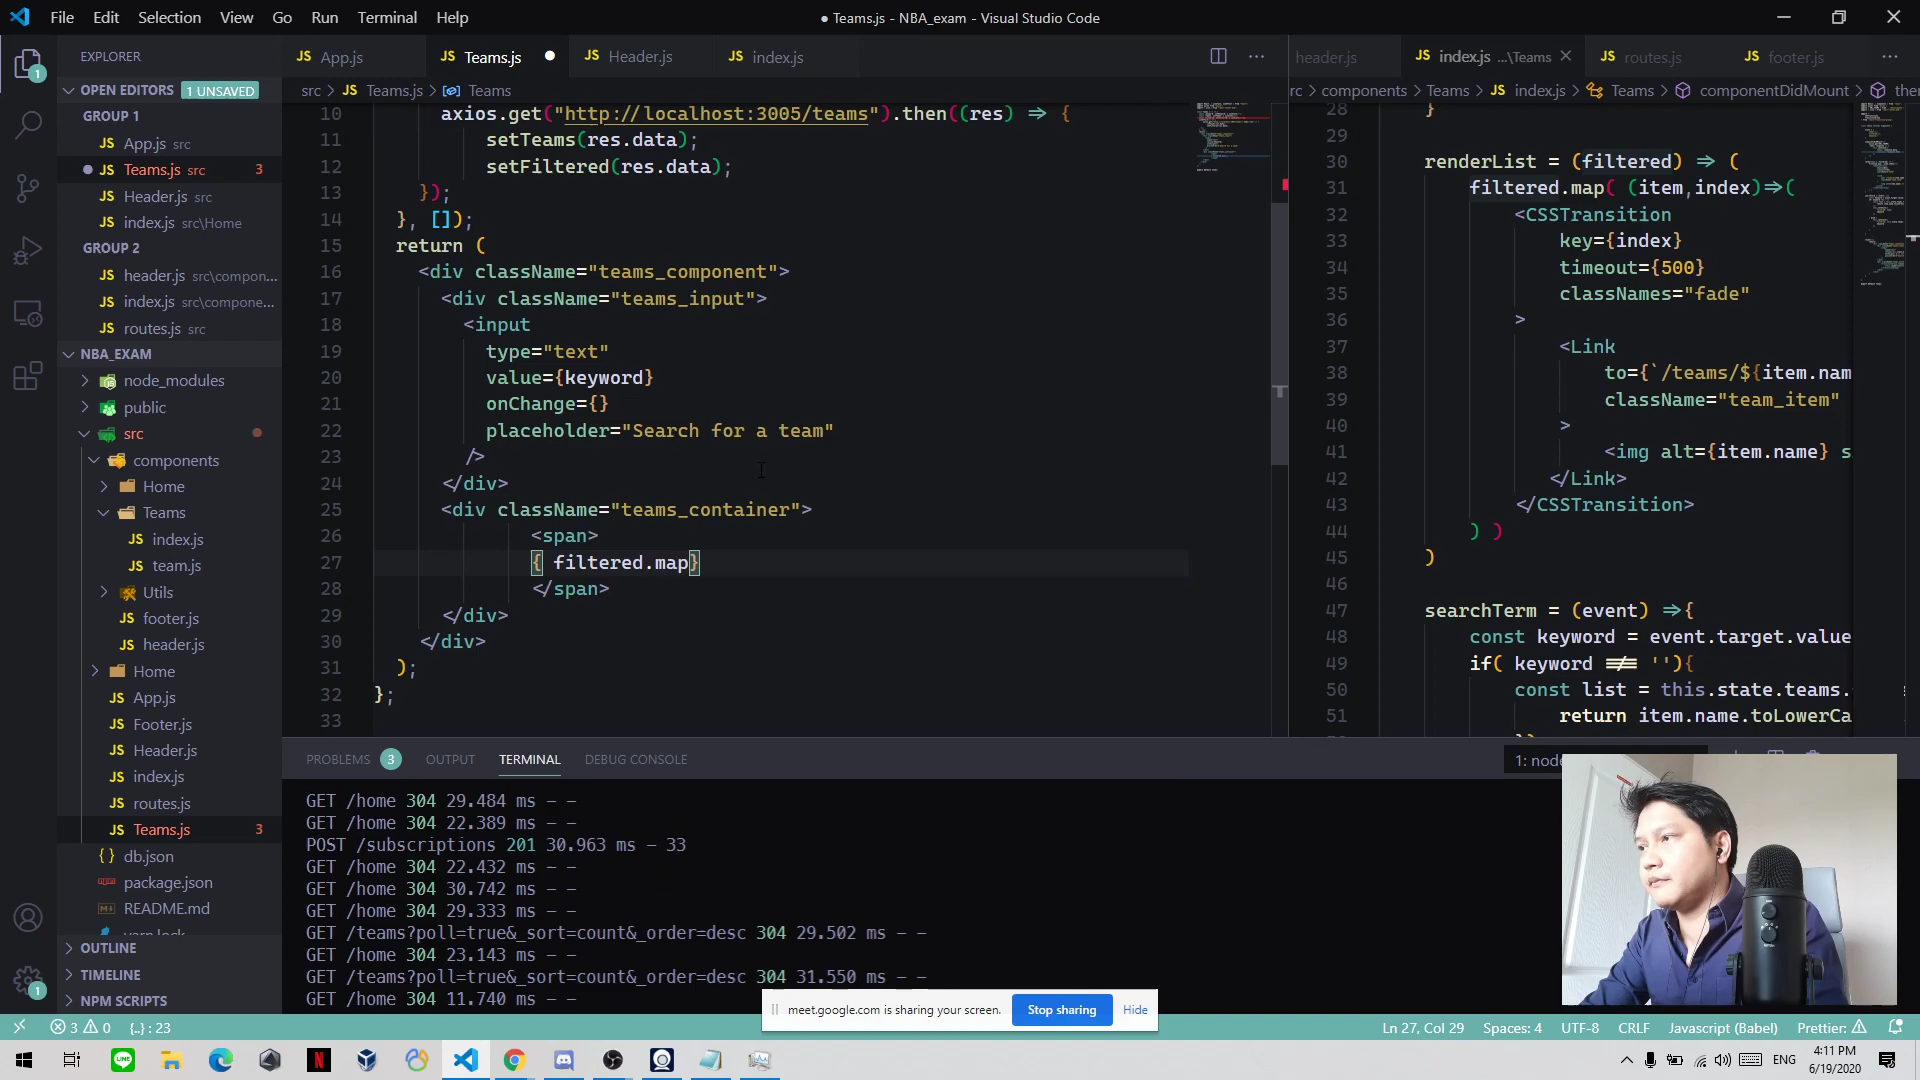 File Edit Selection View Go Run Terminal Help
● Teams.js - NBA_exam - Visual Studio Code
EXPLORER
OPEN EDITORS 1 UNSAVED
GROUP 1
JS App.js src
● JS Teams.js src 3
JS Header.js src
JS index.js src\Home
GROUP 2
JS header.js src\compon...
JS index.js src\compone...
JS routes.js src
NBA_EXAM
node_modules
public
src
components
Home
Teams
JS index.js
JS team.js
Utils
JS footer.js
JS header.js
Home
JS App.js
JS Footer.js
JS Header.js
JS index.js
JS routes.js
JS Teams.js 3
{} db.json
package.json
README.md
yarn.lock
OUTLINE
TIMELINE
NPM SCRIPTS
JS App.js JS Teams.js ● JS Header.js JS index.js
src > JS Teams.js > Teams
10 axios.get("http://localhost:3005/teams").then((res) => {
11 setTeams(res.data);
12 setFiltered(res.data);
13 });
14 }, []);
15 return (
16 <div className="teams_component">
17 <div className="teams_input">
18 <input
19 type="text"
20 value={keyword}
21 onChange={}
22 placeholder="Search for a team"
23 />
24 </div>
25 <div className="teams_container">
26 <span>
27 { filtered.map}
28 </span>
29 </div>
30 </div>
31 );
32 };
33
header.js JS index.js ...\Teams × JS routes.js JS footer.js
rc > components > Teams > JS index.js > Teams > componentDidMount > the
28 }
29
30 renderList = (filtered) => (
31 filtered.map( (item,index)=>(
32 <CSSTransition
33 key={index}
34 timeout={500}
35 classNames="fade"
36 >
37 <Link
38 to={`/teams/${item.nam
39 className="team_item"
40 >
41 <img alt={item.name} s
42 </Link>
43 </CSSTransition>
44 ) )
45 )
46
47 searchTerm = (event) =>{
48 const keyword = event.target.value
49 if( keyword !== ''){
50 const list = this.state.teams.
51 return item.name.toLowerCa
PROBLEMS 3 OUTPUT TERMINAL DEBUG CONSOLE
1: node
GET /home 304 29.484 ms - -
GET /home 304 22.389 ms - -
POST /subscriptions 201 30.963 ms - 33
GET /home 304 22.432 ms - -
GET /home 304 30.742 ms - -
GET /home 304 29.333 ms - -
GET /teams?poll=true&_sort=count&_order=desc 304 29.502 ms - -
GET /home 304 23.143 ms - -
GET /teams?poll=true&_sort=count&_order=desc 304 31.550 ms - -
GET /home 304 11.740 ms - -
meet.google.com is sharing your screen. Stop sharing Hide
3 0 {..} : 23
Ln 27, Col 29 Spaces: 4 UTF-8 CRLF Javascript (Babel) Prettier:
ENG
4:11 PM
6/19/2020